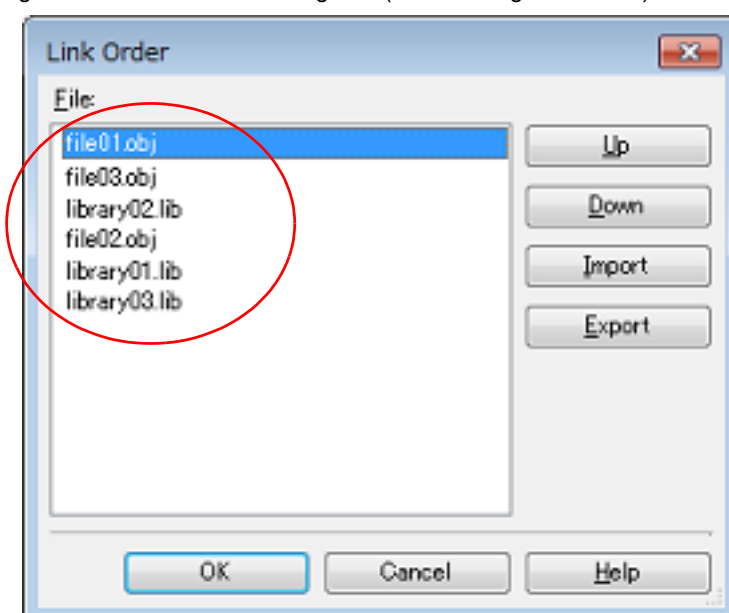 Link Order
File:
file01.obj
file03.obj
library02.lib
file02.obj
library01.lib
library03.lib
Up
Down
Import
Export
OK
Cancel
Help